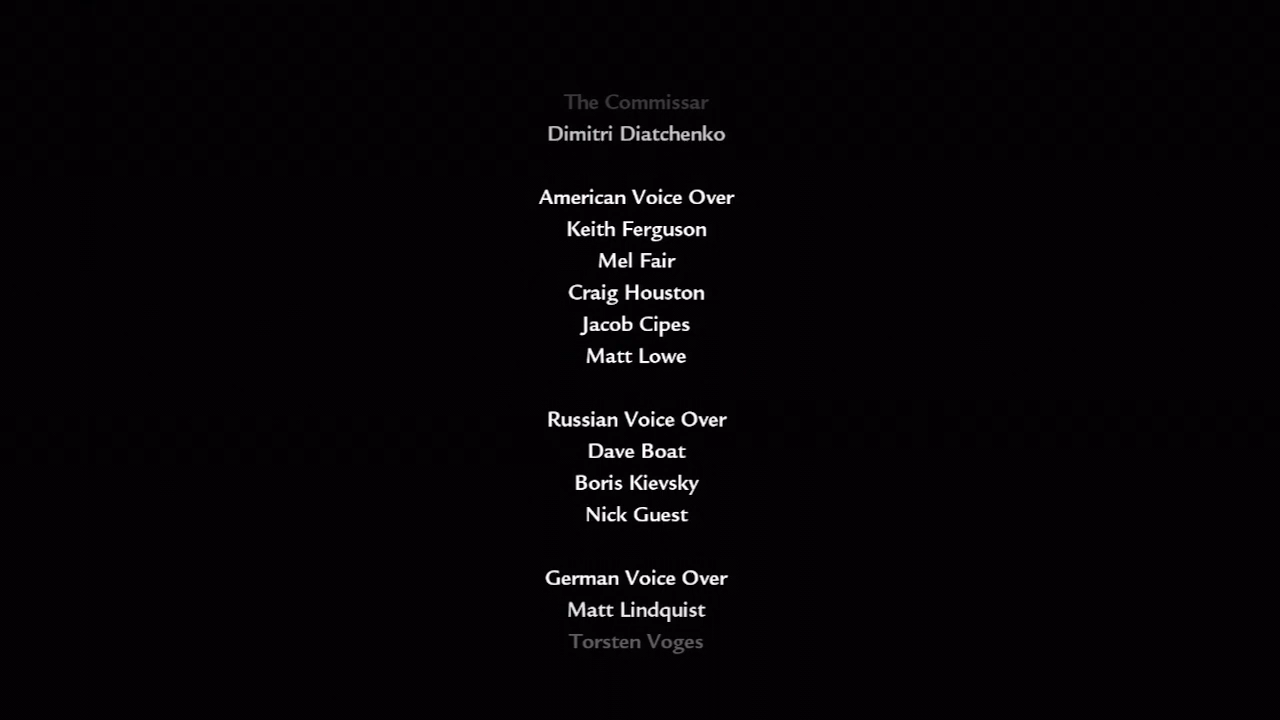 The Commissar
Dimitri Diatchenko
American Voice Over
Keith Ferguson
Mel Fair
Craig Houston
Jacob Cipes
Matt Lowe
Russian Voice Over
Dave Boat
Boris Kievsky
Nick Guest
German Voice Over
Matt Lindquist
Torsten Voges